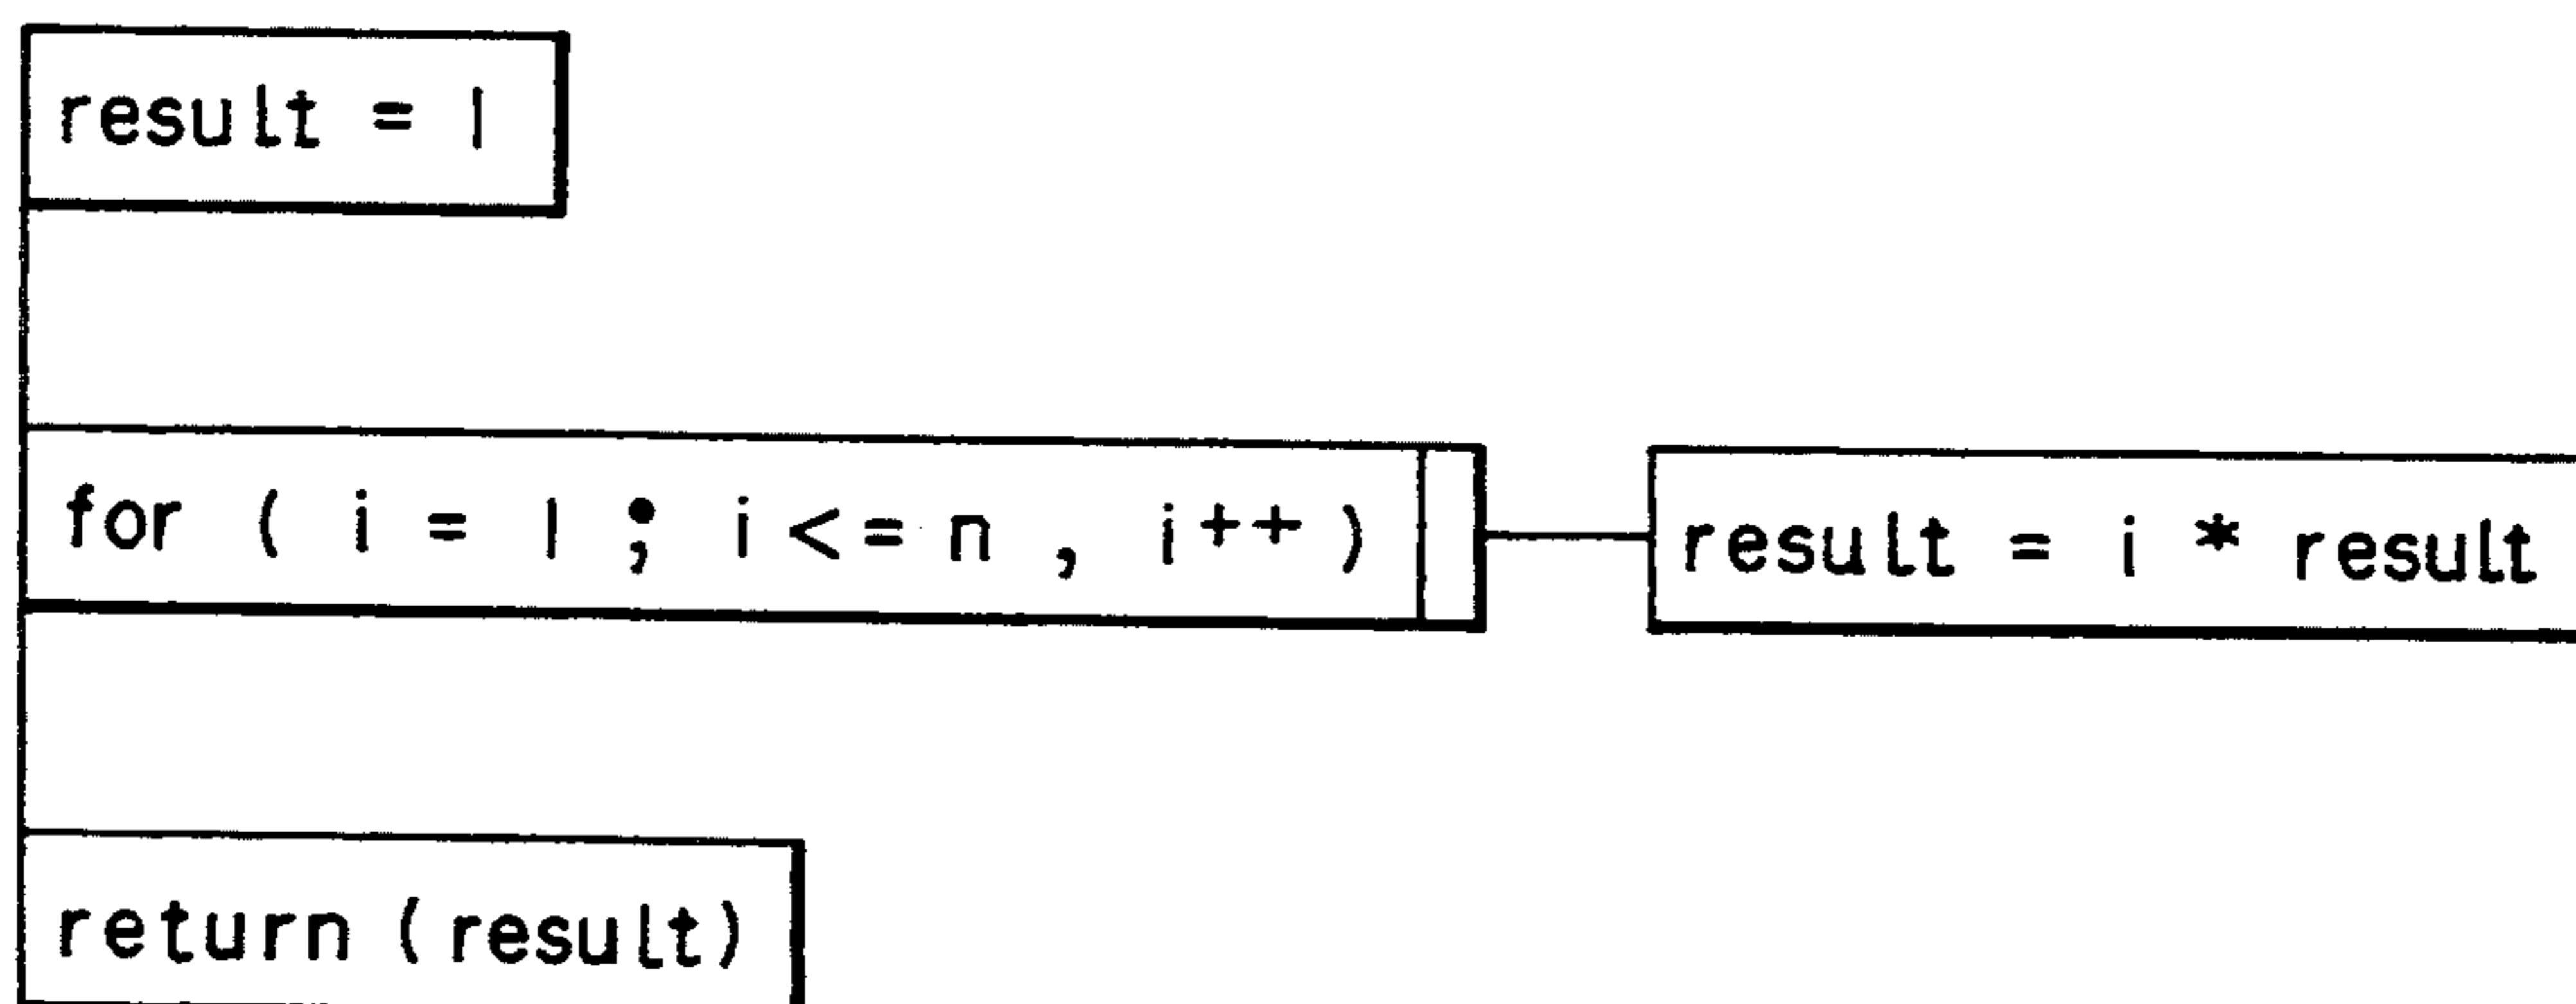 result = 1
for ( i = 1 ; i <= n , i++ )
result = i * result
return (result)